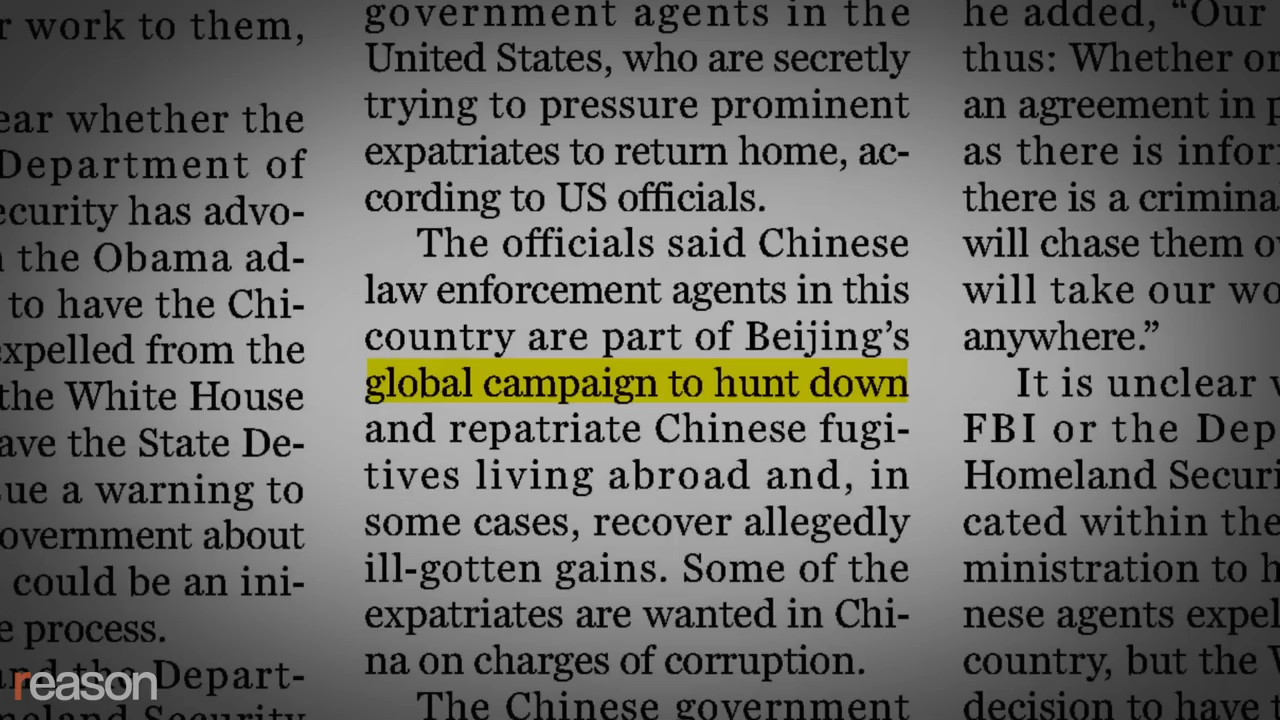 r work to them,
ear whether the
Department of
ecurity has advo-
the Obama ad-
to have the Chi-
expelled from the
the White House
ave the State De-
sue a warning to
overnment about
could be an ini-
e process.
and the Depart-
meland Security
government agents in the
United States, who are secretly
trying to pressure prominent
expatriates to return home, ac-
cording to US officials.
The officials said Chinese
law enforcement agents in this
country are part of Beijing’s
global campaign to hunt down
and repatriate Chinese fugi-
tives living abroad and, in
some cases, recover allegedly
ill-gotten gains. Some of the
expatriates are wanted in Chi-
na on charges of corruption.
The Chinese government
he added, “Our
thus: Whether or
an agreement in p
as there is infor
there is a crimina
will chase them o
will take our wo
anywhere.”
It is unclear
FBI or the Dep
Homeland Securi
cated within the
ministration to h
nese agents expel
country, but the
decision to have
reason